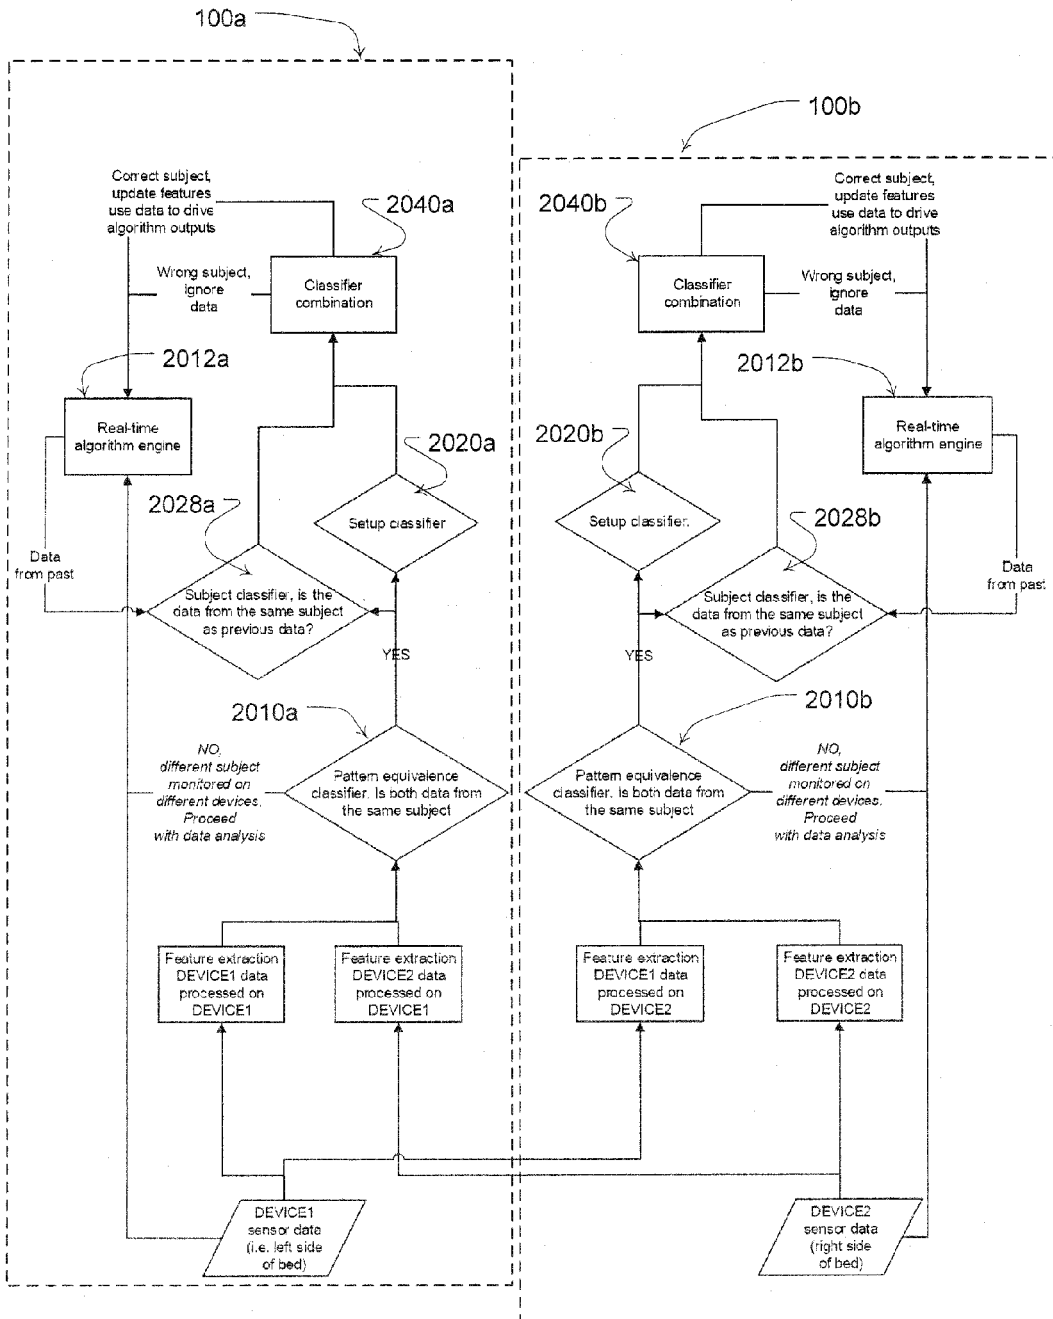 100a
100b
Correct subject,
update features
use data to drive
algorithm outputs
2040a
Wrong subject,
ignore
data
Classifier
combination
2012a
Real-time
algorithm engine
2020a
2028a
Setup classifier
Data
from past
Subject classifier, is the
data from the same subject
as previous data?
YES
2010a
NO,
different subject
monitored on
different devices.
Proceed
with data analysis
Pattern equivalence
classifier. Is both data from
the same subject
Feature extraction
DEVICE1 data
processed on
DEVICE1
Feature extraction
DEVICE2 data
processed on
DEVICE1
DEVICE1
sensor data
(i.e. left side
of bed)
2040b
Correct subject,
update features
use data to drive
algorithm outputs
Classifier
combination
Wrong subject,
ignore
data
2012b
Real-time
algorithm engine
2020b
Setup classifier.
2028b
Subject classifier, is the
data from the same subject
as previous data?
Data
from past
YES
2010b
Pattern equivalence
classifier. Is both data from
the same subject
NO,
different subject
monitored on
different devices.
Proceed
with data analysis
Feature extraction
DEVICE1 data
processed on
DEVICE2
Feature extraction
DEVICE2 data
processed on
DEVICE2
DEVICE2
sensor data
(right side
of bed)